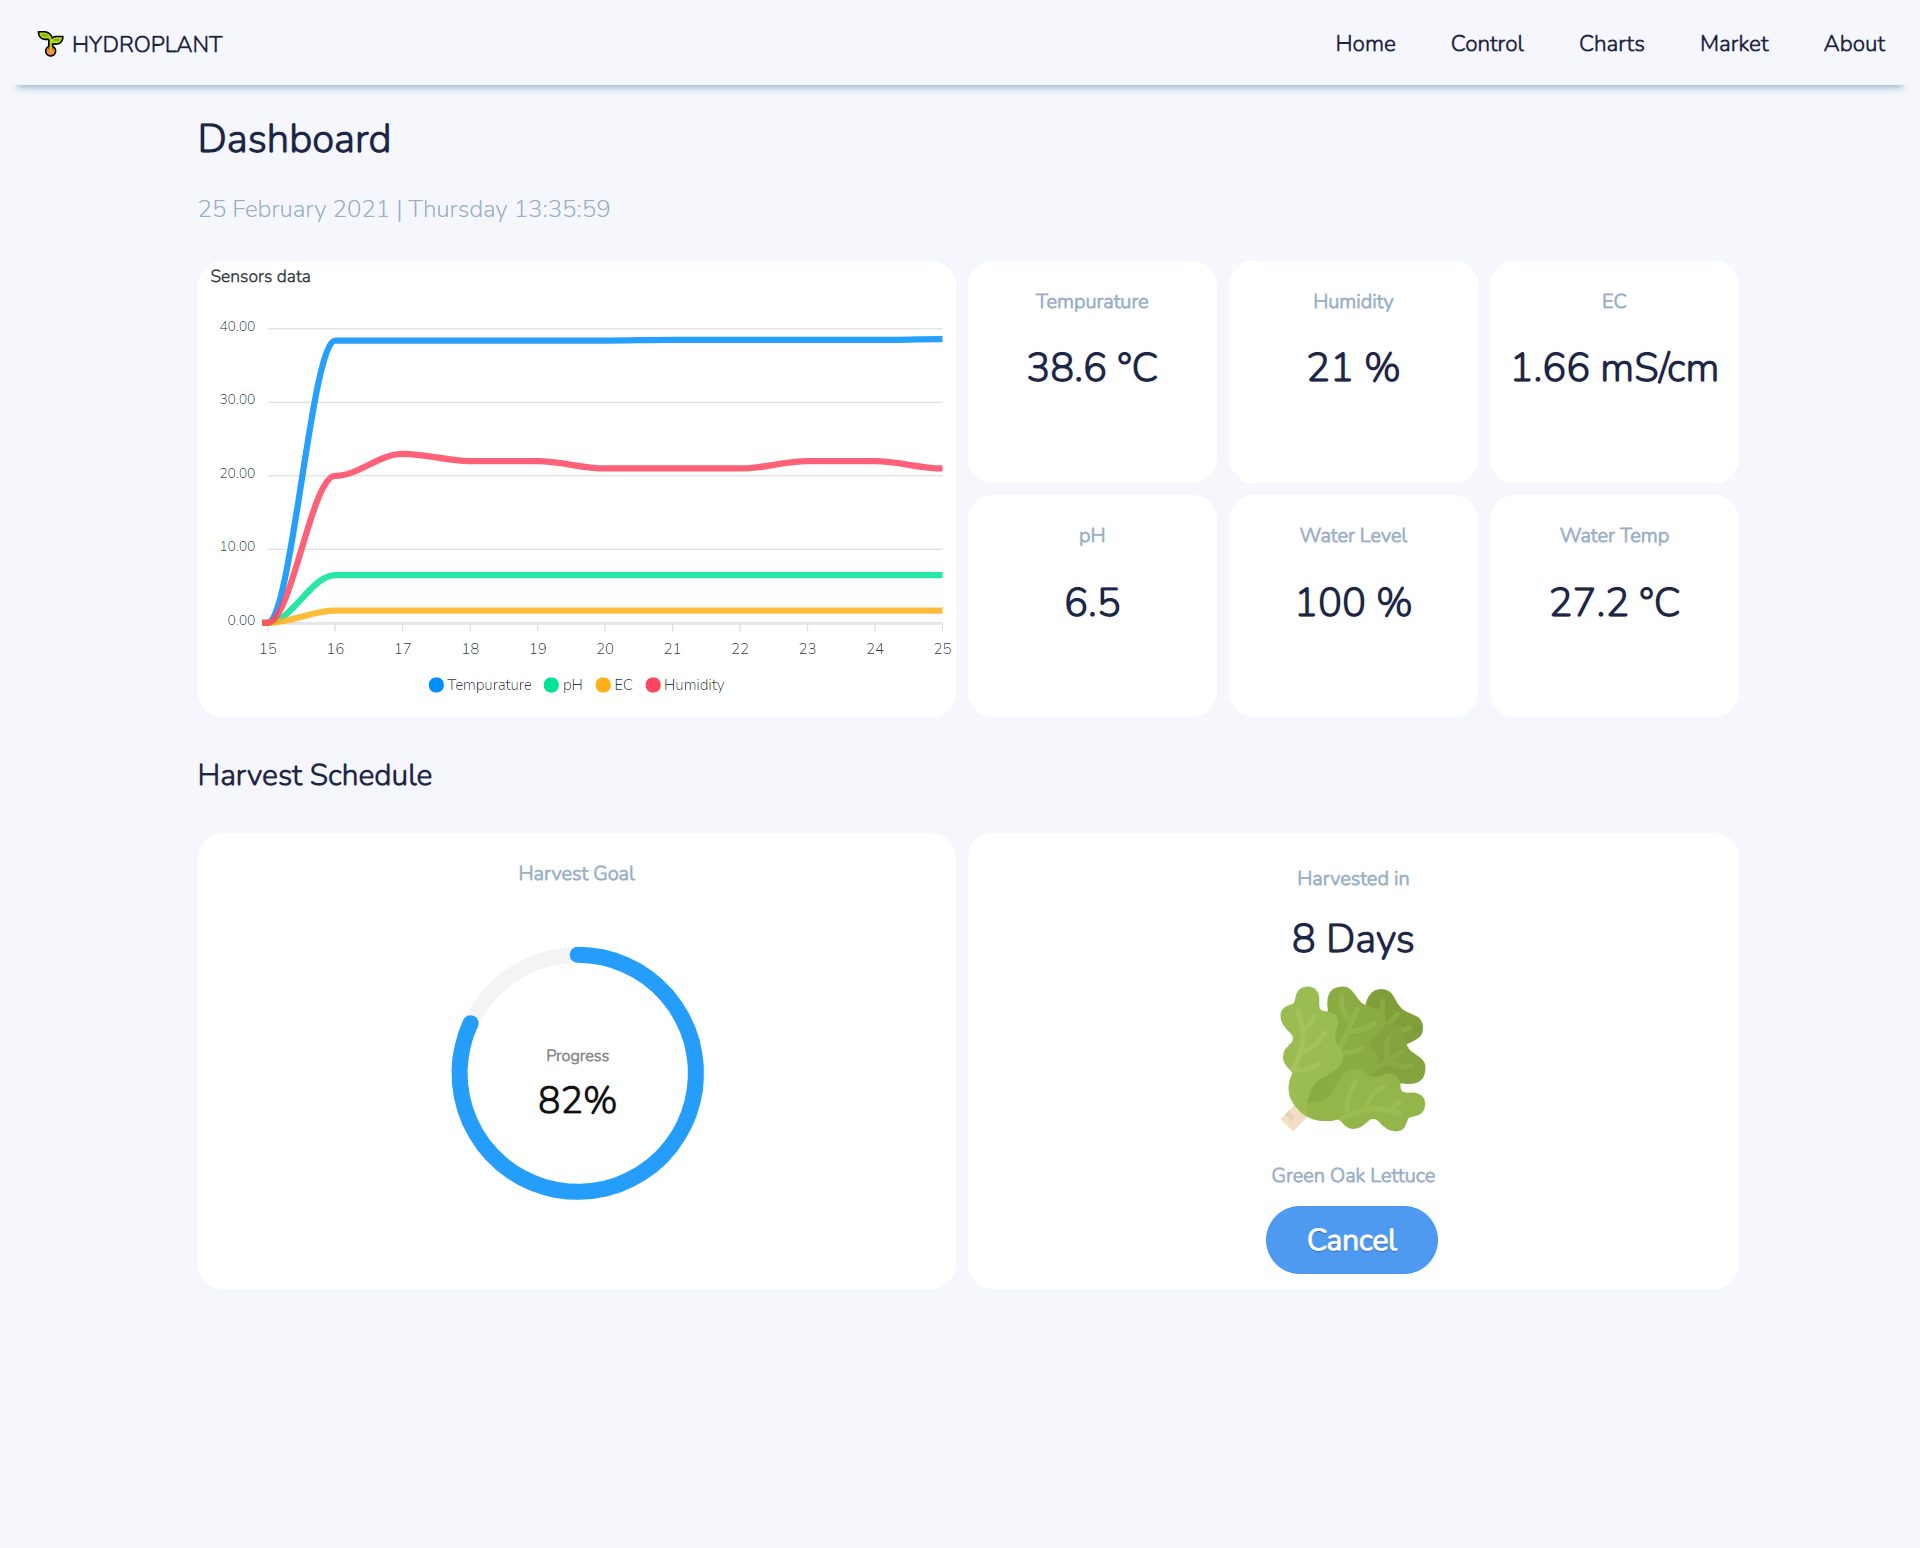 HYDROPLANT
Home Control Charts Market About
Dashboard
25 February 2021 | Thursday 13:35:59
Sensors data
40.00
30.00
20.00
10.00
0.00
15 16 17 18 19 20 21 22 23 24 25
Tempurature pH EC Humidity
Tempurature
38.6 °C
Humidity
21 %
EC
1.66 mS/cm
pH
6.5
Water Level
100 %
Water Temp
27.2 °C
Harvest Schedule
Harvest Goal
Progress
82%
Harvested in
8 Days
Green Oak Lettuce
Cancel